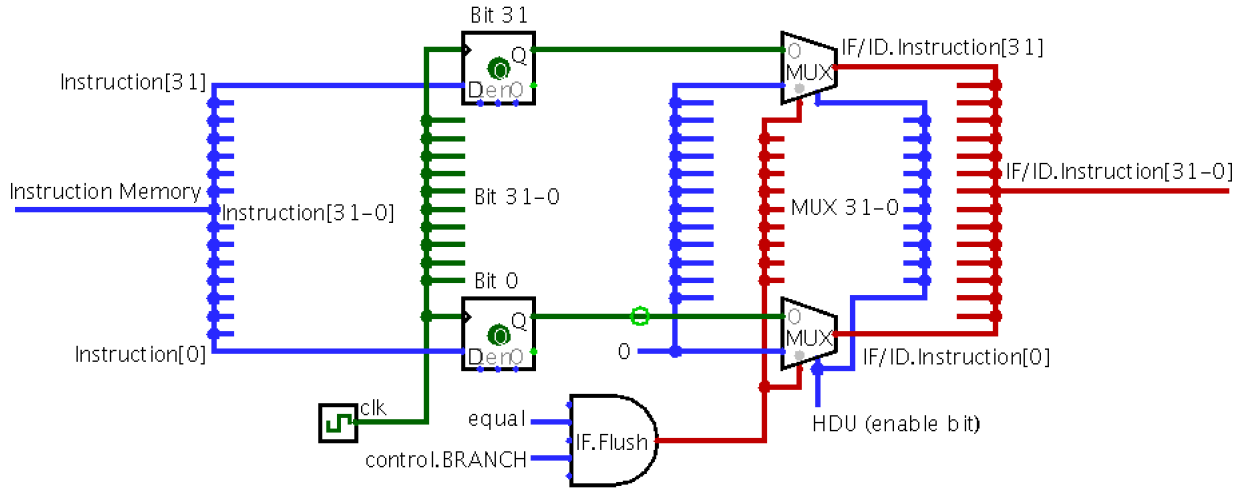 Bit 31
IF/ID.Instruction[31]
Q
0
MUX
0
Instruction[31]
D
en
0
Instruction Memory
Instruction[31-0]
Bit 31-0
MUX 31-0
IF/ID.Instruction[31-0]
Bit 0
Q
0
MUX
0
Instruction[0]
D
en
0
0
IF/ID.Instruction[0]
clk
equal
IF.Flush
HDU (enable bit)
control.BRANCH